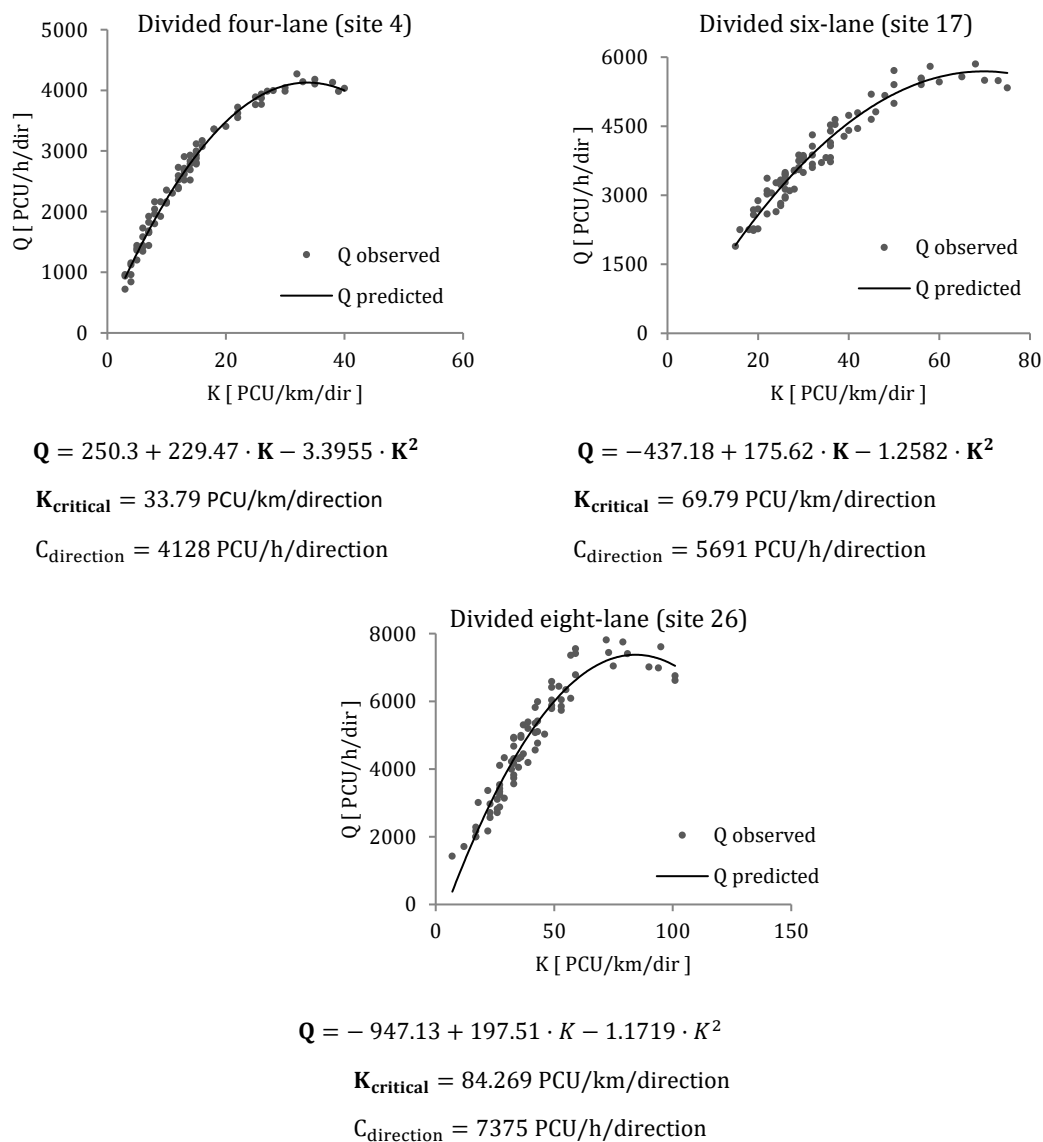 Divided four-lane (site 4)
5000
4000
3000
2000
1000
0
Q [ PCU/h/dir ]
Q observed
Q predicted
0 20 40 60
K [ PCU/km/dir ]
Q = 250.3 + 229.47 · K − 3.3955 · K²
K_critical = 33.79 PCU/km/direction
C_direction = 4128 PCU/h/direction
Divided six-lane (site 17)
6000
4500
3000
1500
0
Q [ PCU/h/dir ]
Q observed
Q predicted
0 20 40 60 80
K [ PCU/km/dir ]
Q = −437.18 + 175.62 · K − 1.2582 · K²
K_critical = 69.79 PCU/km/direction
C_direction = 5691 PCU/h/direction
Divided eight-lane (site 26)
8000
6000
4000
2000
0
Q [ PCU/h/dir ]
Q observed
Q predicted
0 50 100 150
K [ PCU/km/dir ]
Q = − 947.13 + 197.51 · K − 1.1719 · K²
K_critical = 84.269 PCU/km/direction
C_direction = 7375 PCU/h/direction